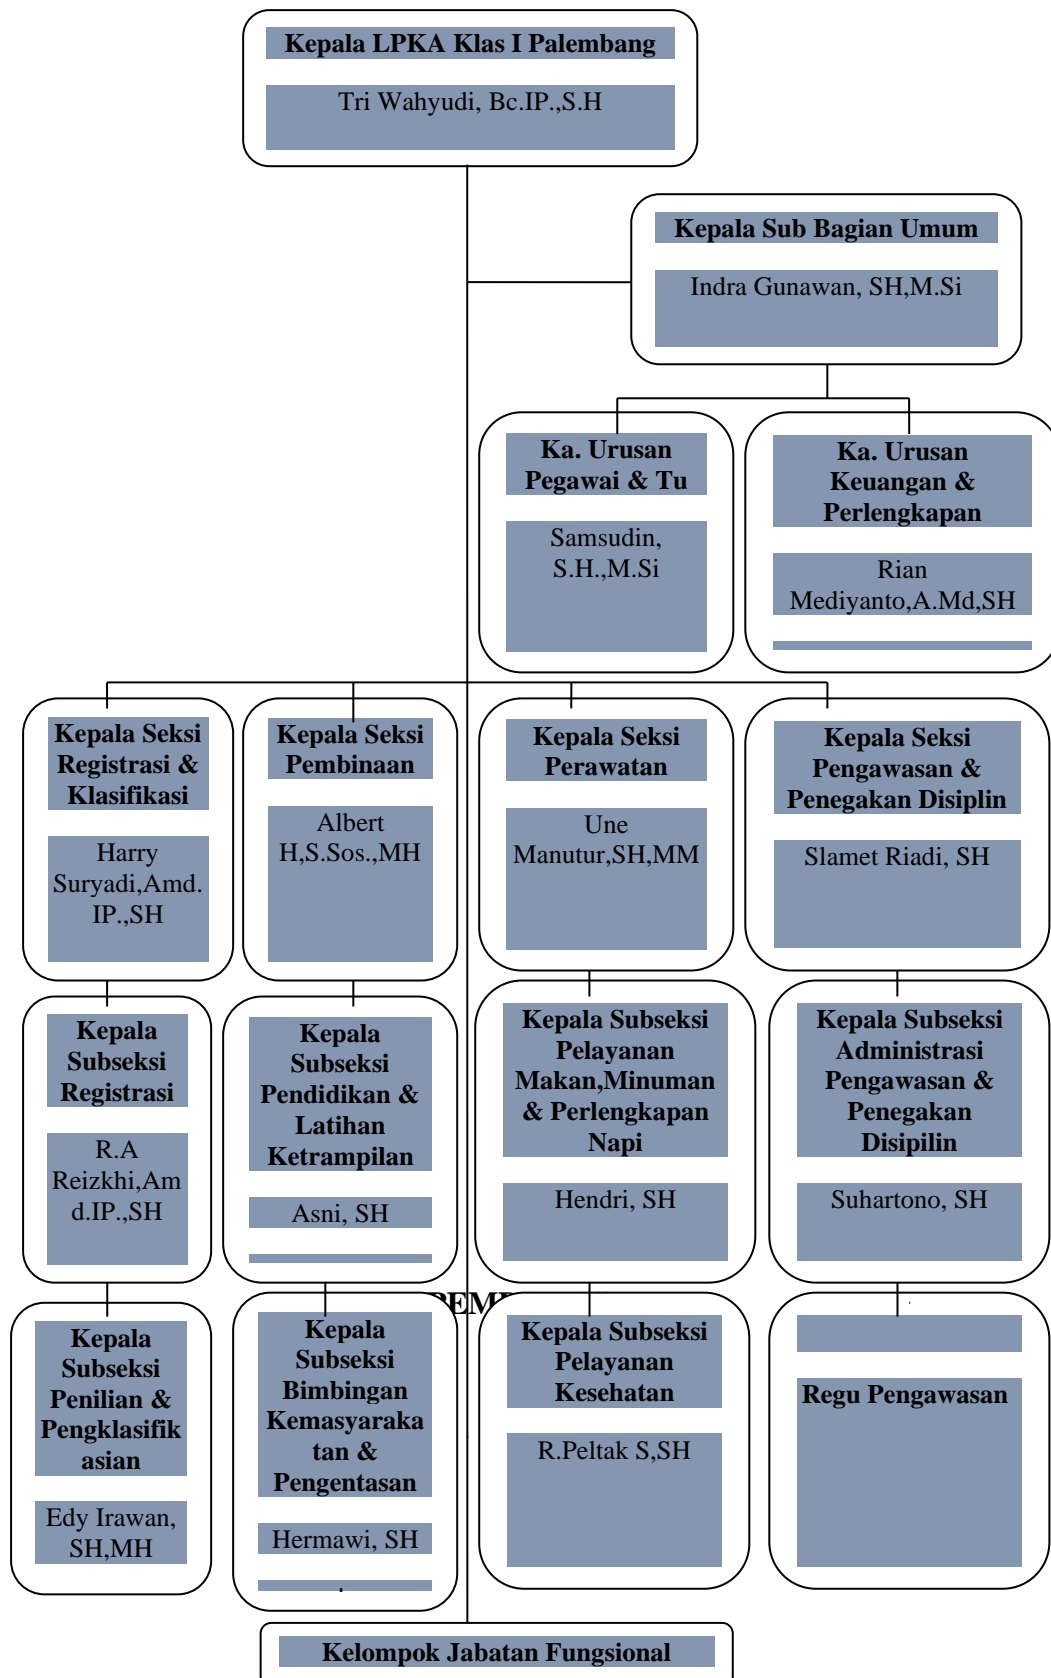 Kepala LPKA Klas I Palembang
Tri Wahyudi, Bc.IP.,S.H
Kepala Sub Bagian Umum
Indra Gunawan, SH,M.Si
Ka. Urusan
Pegawai & Tu
Samsudin,
S.H.,M.Si
Ka. Urusan
Keuangan &
Perlengkapan
Rian
Mediyanto,A.Md,SH
Kepala Seksi
Registrasi &
Klasifikasi
Harry
Suryadi,Amd.
IP.,SH
Kepala Seksi
Pembinaan
Albert
H,S.Sos.,MH
Kepala Seksi
Perawatan
Une
Manutur,SH,MM
Kepala Seksi
Pengawasan &
Penegakan Disiplin
Slamet Riadi, SH
Kepala
Subseksi
Registrasi
R.A
Reizkhi,Am
d.IP.,SH
Kepala
Subseksi
Pendidikan &
Latihan
Ketrampilan
Asni, SH
Kepala Subseksi
Pelayanan
Makan,Minuman
& Perlengkapan
Napi
Hendri, SH
Kepala Subseksi
Administrasi
Pengawasan &
Penegakan
Disipilin
Suhartono, SH
Kepala
Subseksi
Penilian &
Pengklasifik
asian
Edy Irawan,
SH,MH
Kepala
Subseksi
Bimbingan
Kemasyaraka
tan &
Pengentasan
Hermawi, SH
Kepala Subseksi
Pelayanan
Kesehatan
R.Peltak S,SH
Regu Pengawasan
Kelompok Jabatan Fungsional